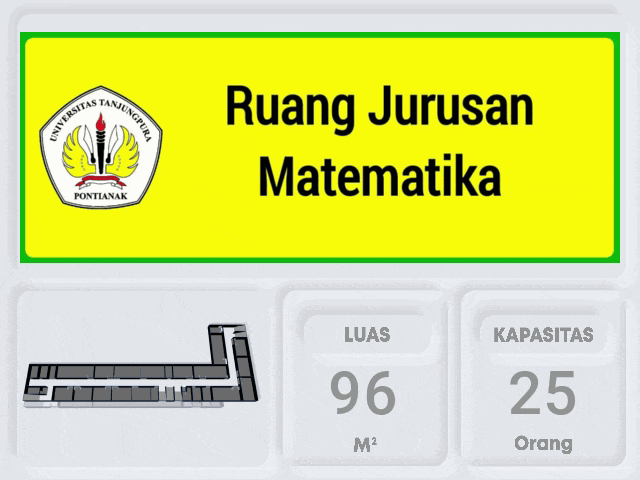 UNIVERSITAS TANJUNGPURA
PONTIANAK
Ruang Jurusan
Matematika
LUAS
96
M²
KAPASITAS
25
Orang